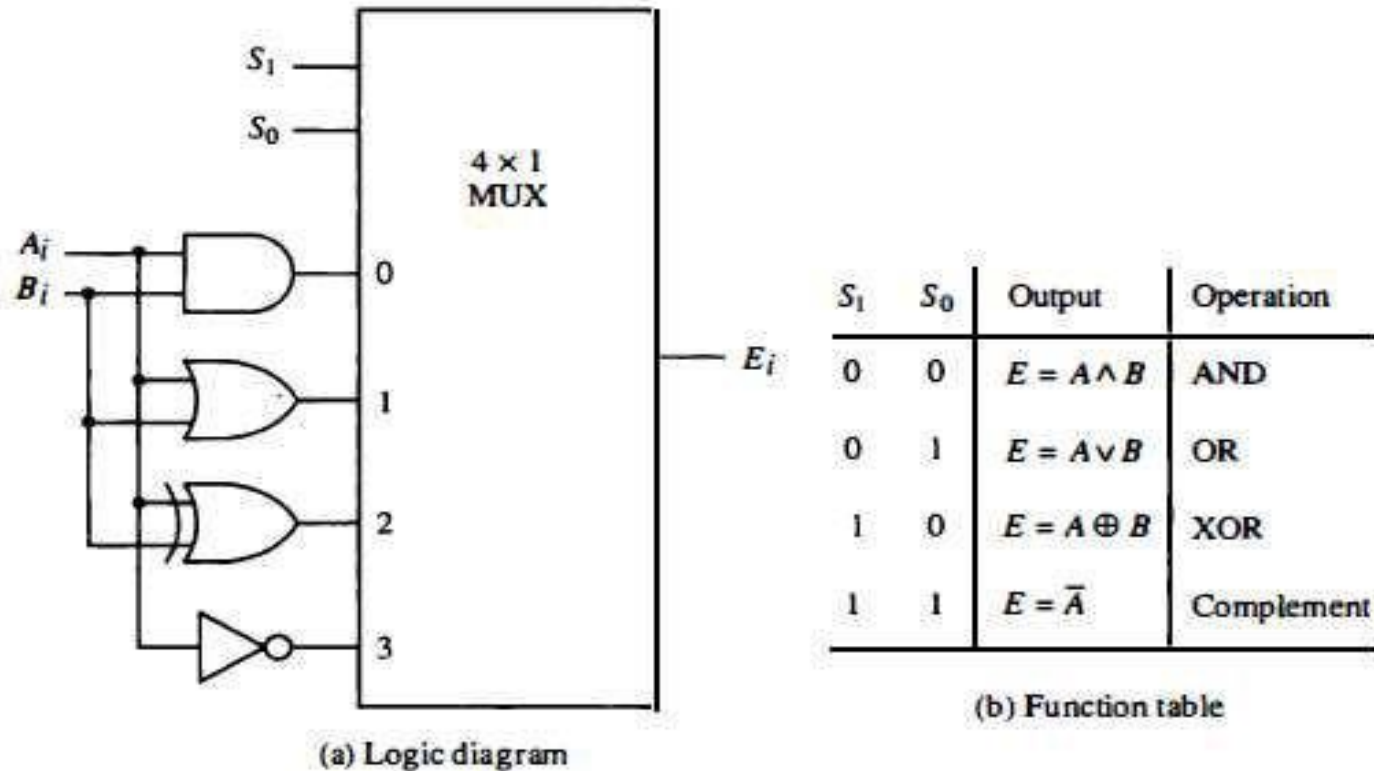 S₁
S₀
4 × 1
MUX
Aᵢ
Bᵢ
0
1
2
3
Eᵢ
(a) Logic diagram
S₁ S₀ Output Operation
0 0 E = A ∧ B AND
0 1 E = A ∨ B OR
1 0 E = A ⊕ B XOR
1 1 E = A̅ Complement
(b) Function table